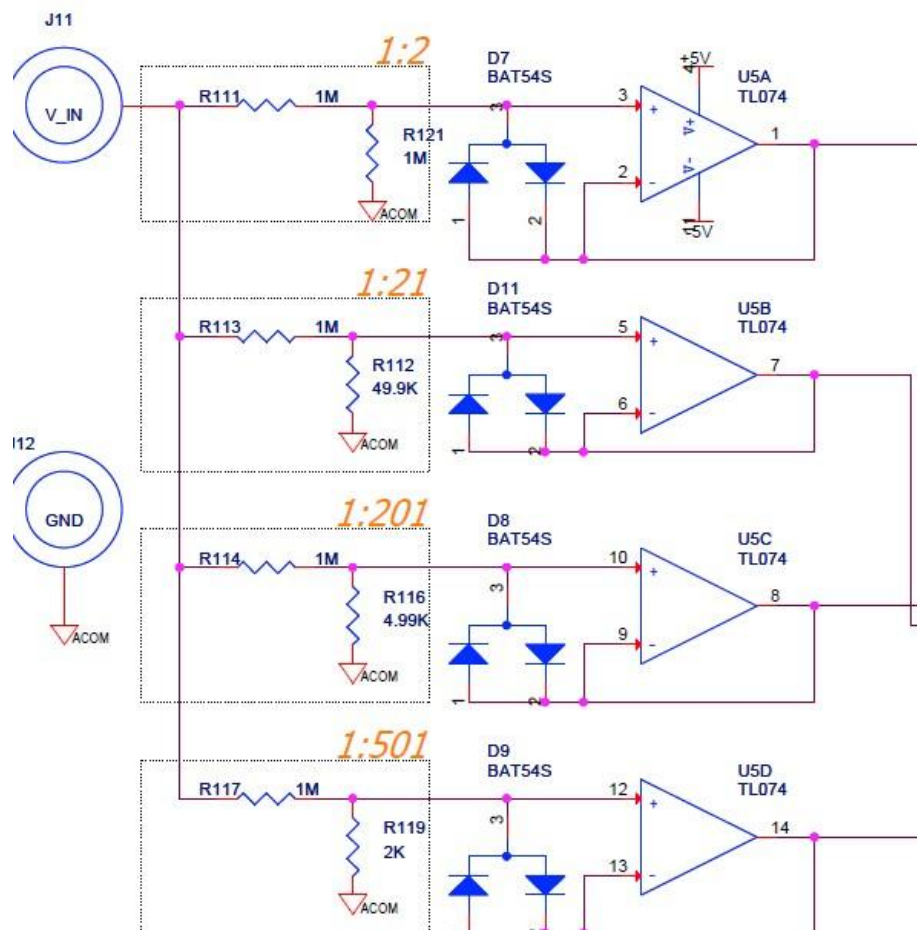 J11
V_IN
1:2
R111
1M
R121
1M
ACOM
D7
BAT54S
3
1
2
3
2
+5V
4
V+
V-
11
-5V
U5A
TL074
1
1:21
R113
1M
R112
49.9K
ACOM
D11
BAT54S
3
1
2
5
6
U5B
TL074
7
J12
GND
ACOM
1:201
R114
1M
R116
4.99K
ACOM
D8
BAT54S
3
1
2
10
9
U5C
TL074
8
1:501
R117
1M
R119
2K
ACOM
D9
BAT54S
3
12
13
U5D
TL074
14